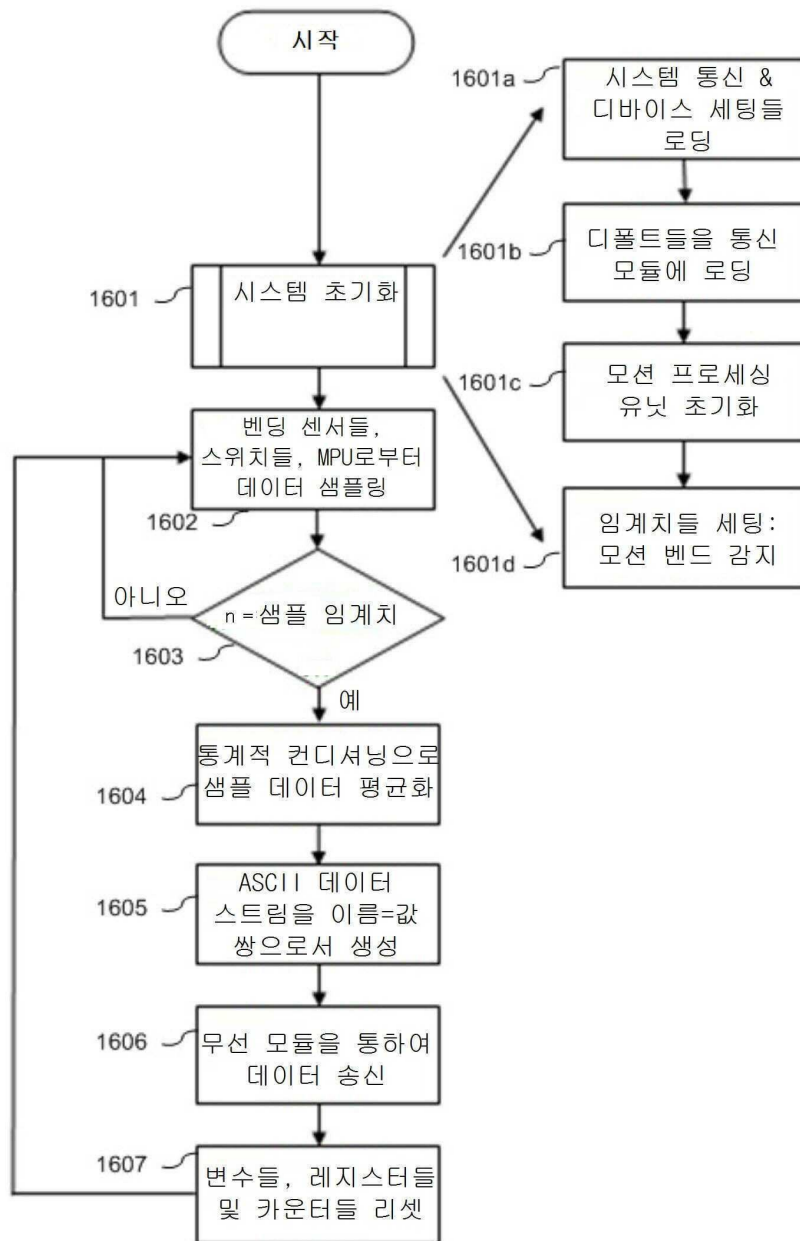 시작
1601
시스템 초기화
1601a
시스템 통신 &
디바이스 세팅들
로딩
1601b
디폴트들을 통신
모듈에 로딩
1601c
모션 프로세싱
유닛 초기화
1601d
임계치들 세팅:
모션 벤드 감지
벤딩 센서들,
스위치들, MPU로부터
데이터 샘플링
1602
아니오
n =샘플 임계치
1603
예
통계적 컨디셔닝으로
샘플 데이터 평균화
1604
ASCII 데이터
스트림을 이름=값
쌍으로서 생성
1605
무선 모듈을 통하여
데이터 송신
1606
1607
변수들, 레지스터들
및 카운터들 리셋